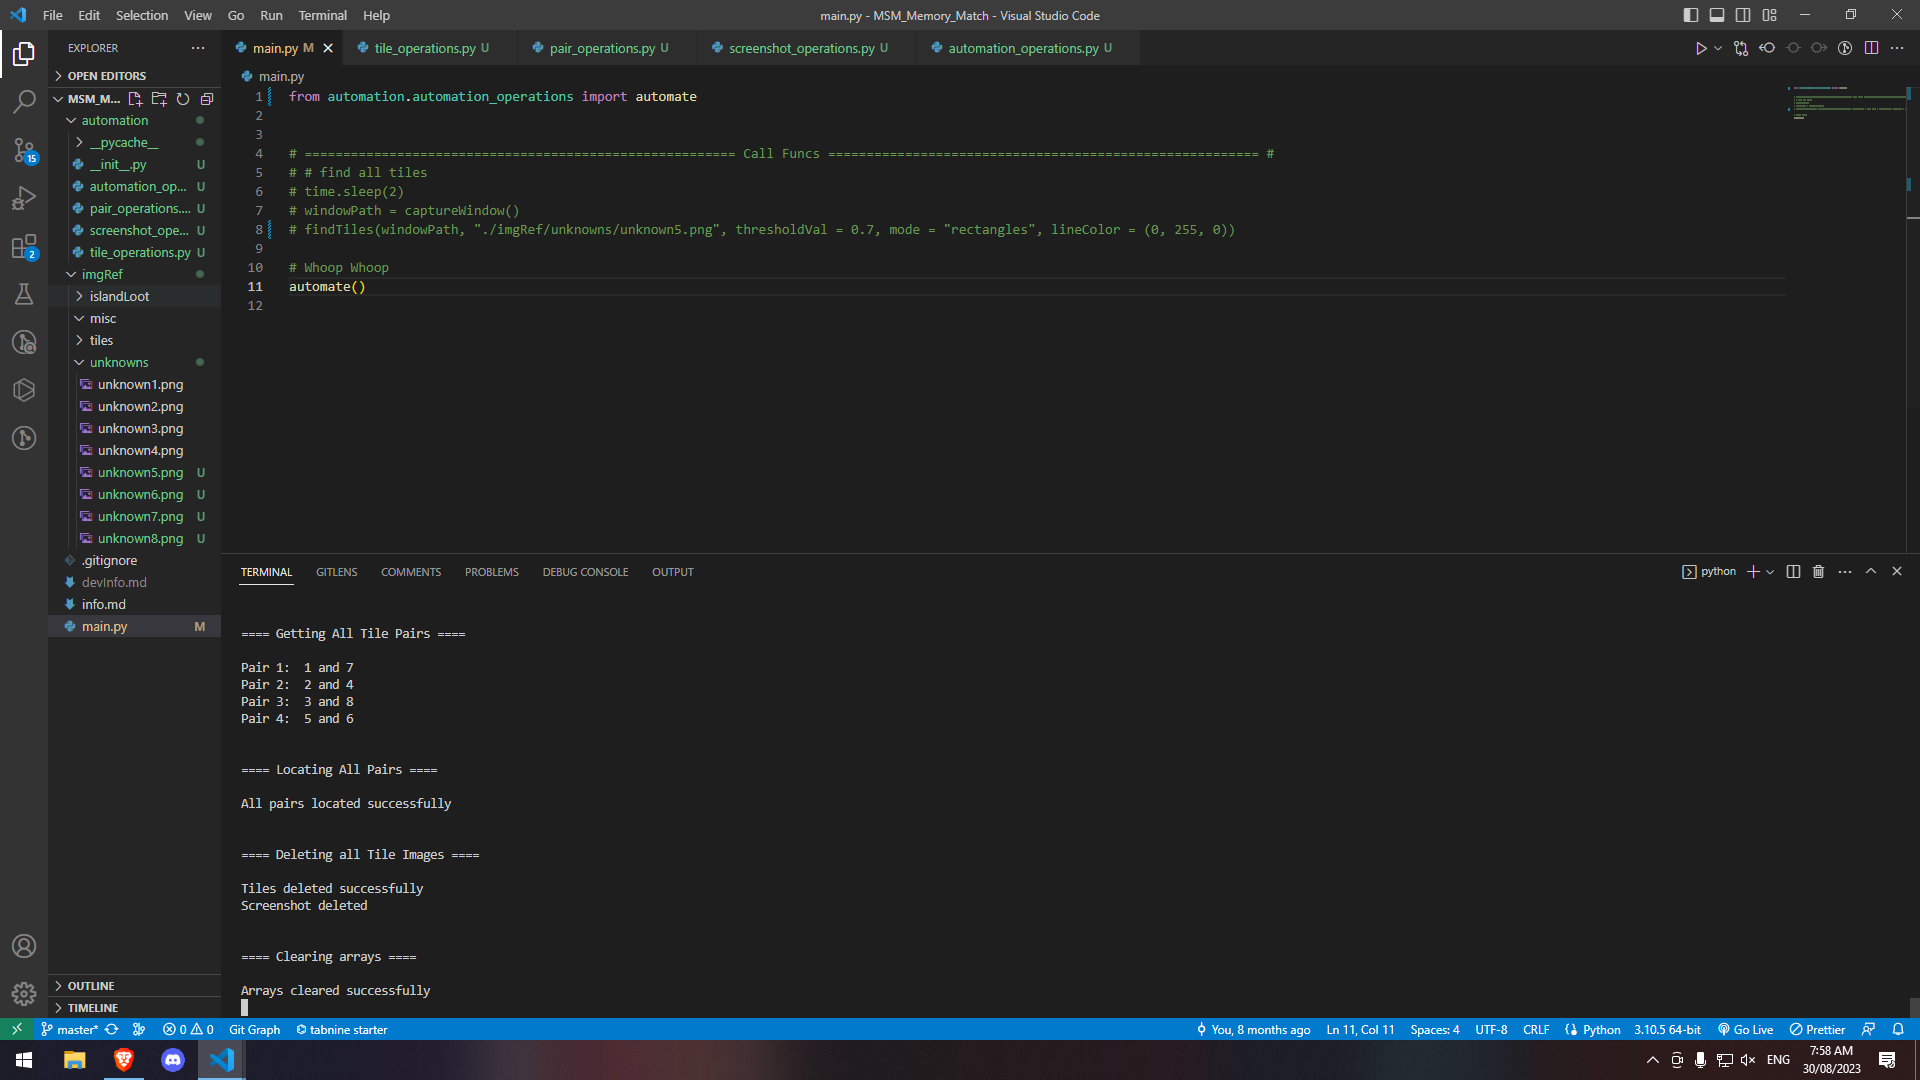 File Edit Selection View Go Run Terminal Help
main.py - MSM_Memory_Match - Visual Studio Code
EXPLORER
OPEN EDITORS
MSM_M...
automation
__pycache__
__init__.py U
automation_op... U
pair_operations.... U
screenshot_ope... U
tile_operations.py U
imgRef
islandLoot
misc
tiles
unknowns
unknown1.png
unknown2.png
unknown3.png
unknown4.png
unknown5.png U
unknown6.png U
unknown7.png U
unknown8.png U
.gitignore
devInfo.md
info.md
main.py M
OUTLINE
TIMELINE
15
2
main.py M tile_operations.py U pair_operations.py U screenshot_operations.py U automation_operations.py U
main.py
1 from automation.automation_operations import automate
2
3
4 # ======================================================== Call Funcs ======================================================== #
5 # # find all tiles
6 # time.sleep(2)
7 # windowPath = captureWindow()
8 # findTiles(windowPath, "./imgRef/unknowns/unknown5.png", thresholdVal = 0.7, mode = "rectangles", lineColor = (0, 255, 0))
9
10 # Whoop Whoop
11 automate()
12
TERMINAL GITLENS COMMENTS PROBLEMS DEBUG CONSOLE OUTPUT
python
==== Getting All Tile Pairs ====
Pair 1: 1 and 7
Pair 2: 2 and 4
Pair 3: 3 and 8
Pair 4: 5 and 6
==== Locating All Pairs ====
All pairs located successfully
==== Deleting all Tile Images ====
Tiles deleted successfully
Screenshot deleted
==== Clearing arrays ====
Arrays cleared successfully
master* 0 0 Git Graph tabnine starter
You, 8 months ago Ln 11, Col 11 Spaces: 4 UTF-8 CRLF Python 3.10.5 64-bit Go Live Prettier
ENG
7:58 AM
30/08/2023